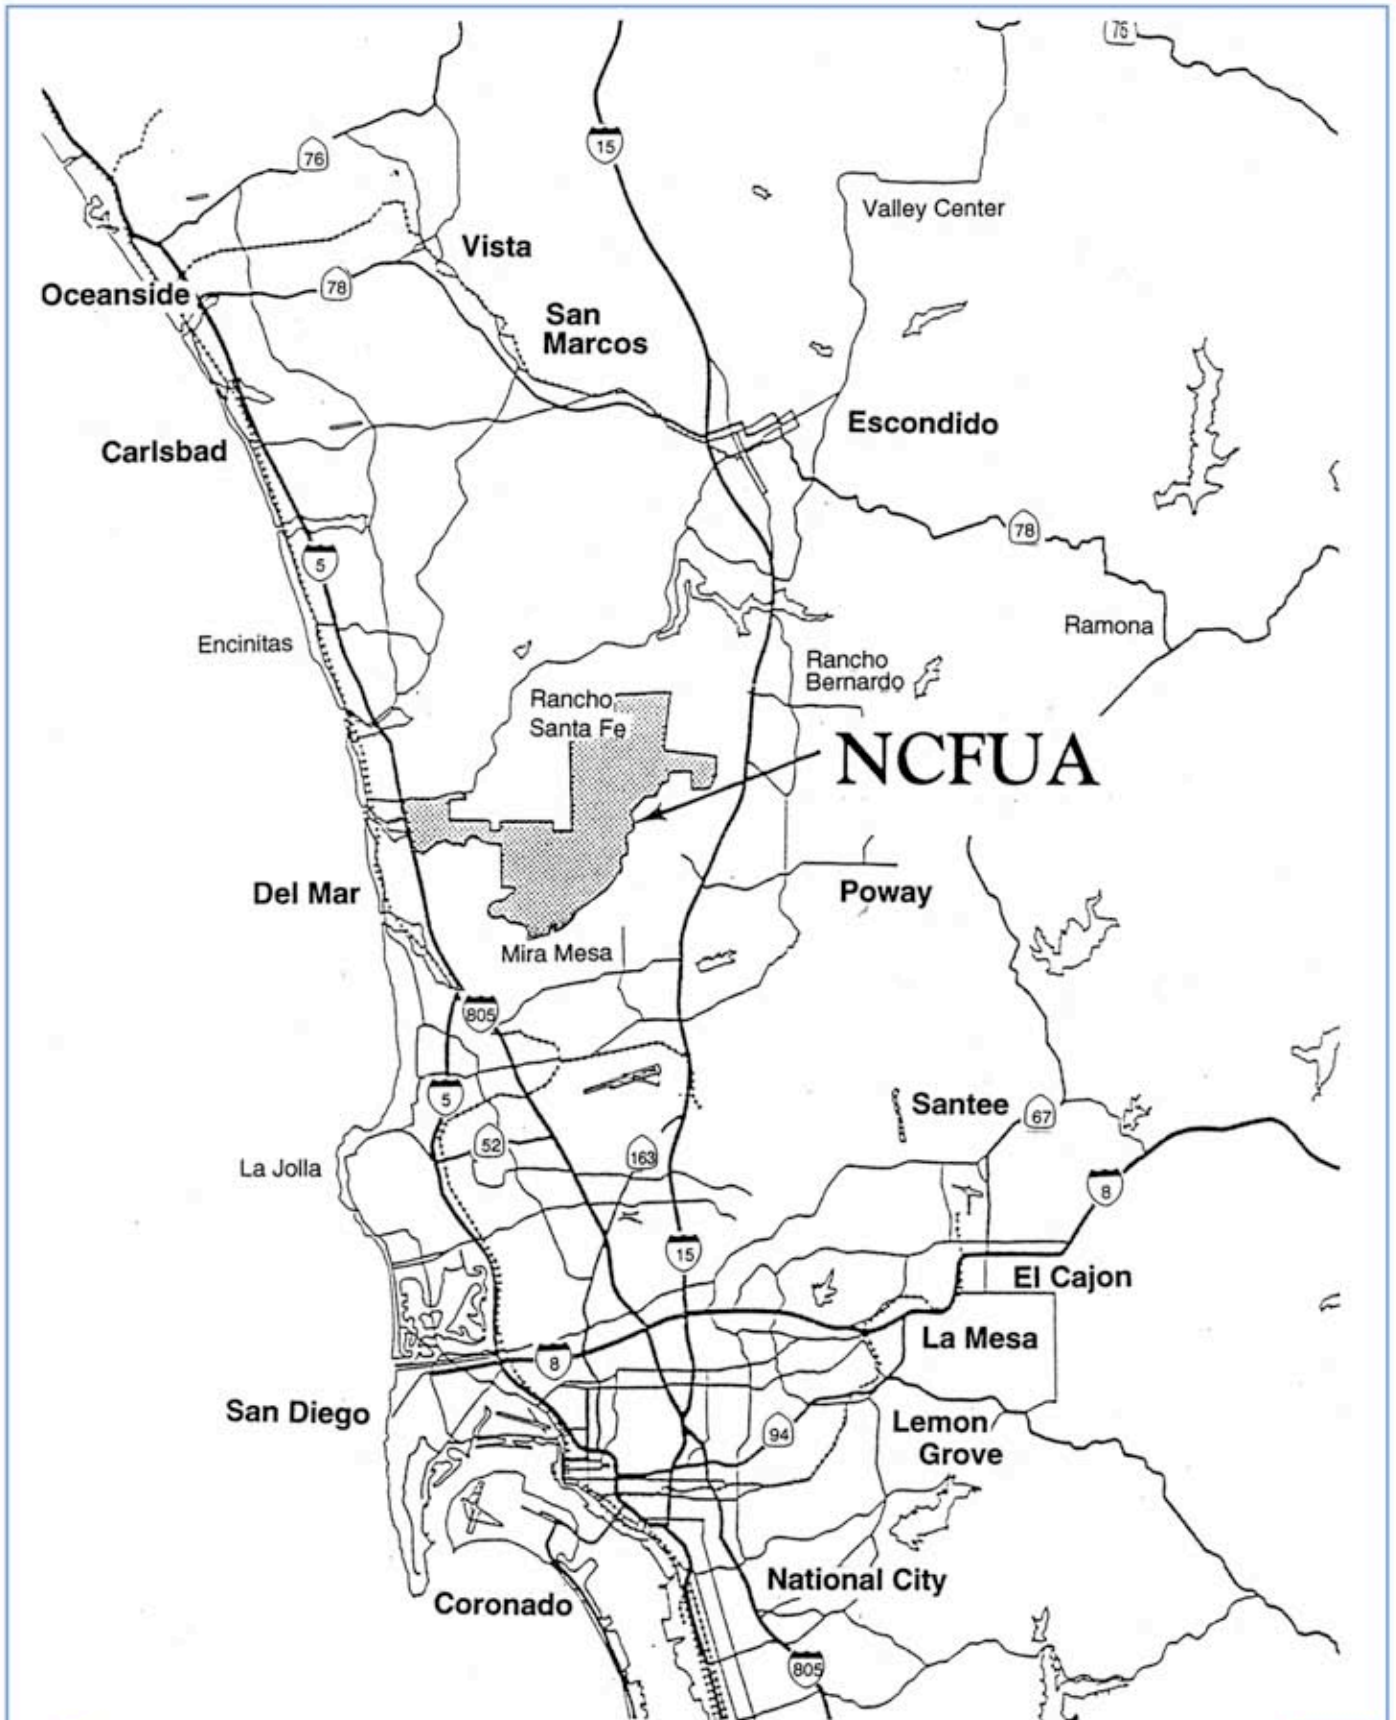 76
15
76
Valley Center
Vista
78
Oceanside
San
Marcos
Escondido
Carlsbad
78
5
Ramona
Encinitas
Rancho
Bernardo
Rancho
Santa Fe
NCFUA
Del Mar
Poway
Mira Mesa
805
5
Santee
67
52
163
La Jolla
8
15
El Cajon
La Mesa
8
San Diego
Lemon
Grove
94
National City
Coronado
805